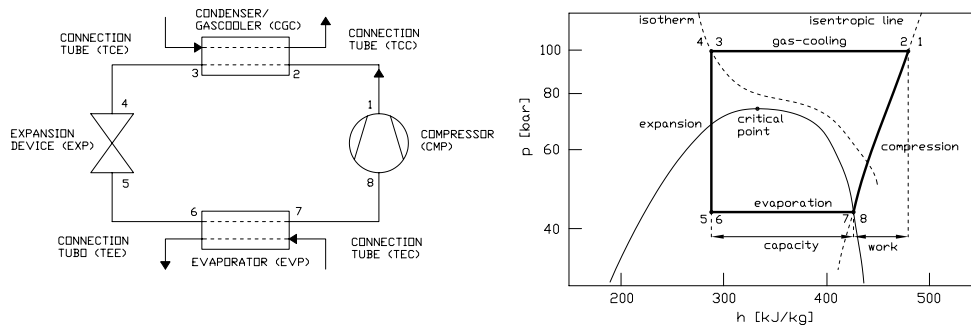 CONDENSER/
GASCOOLER (CGC)
CONNECTION
TUBE (TCE)
CONNECTION
TUBE (TCC)
3
2
4
1
EXPANSION
DEVICE (EXP)
COMPRESSOR
(CMP)
5
8
6
7
CONNECTION
TUBO (TEE)
CONNECTION
TUBE (TEC)
EVAPORATOR (EVP)
isotherm
isentropic line
100
4 3
gas-cooling
2 1
80
critical
point
expansion
compression
p [bar]
60
evaporation
5 6
7 8
40
capacity
work
200
300
400
500
h [kJ/kg]